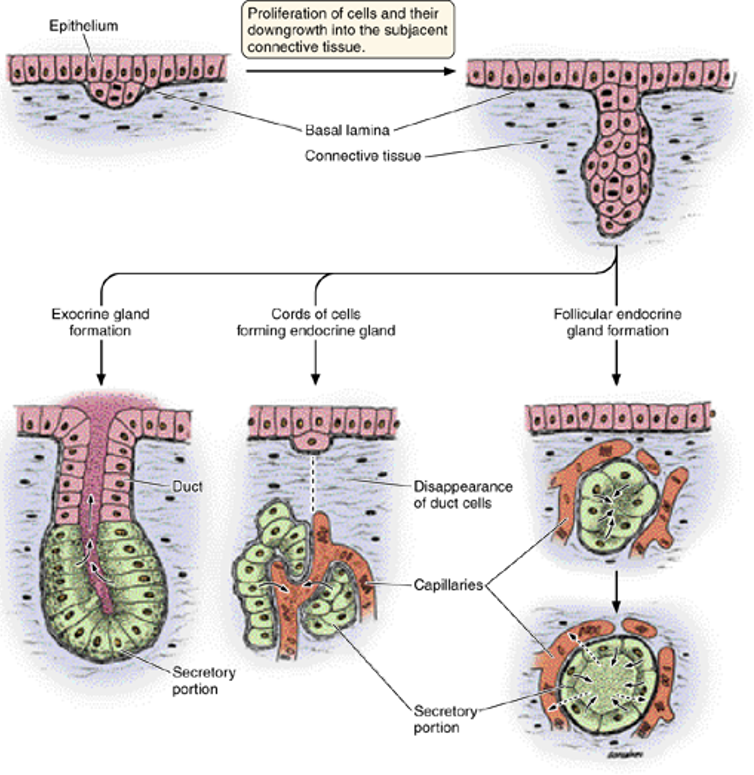 Epithelium
Proliferation of cells and their
downgrowth into the subjacent
connective tissue.
Basal lamina
Connective tissue
Exocrine gland
formation
Cords of cells
forming endocrine gland
Follicular endocrine
gland formation
Duct
Disappearance
of duct cells
Capillaries
Secretory
portion
Secretory
portion